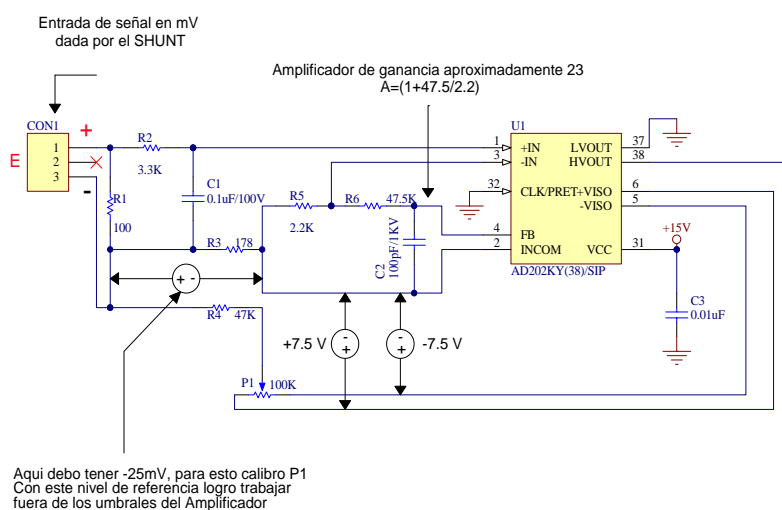 Entrada de señal en mV
dada por el SHUNT
Amplificador de ganancia aproximadamente 23
A=(1+47.5/2.2)
CON1
E
1
2
3
+
-
R2
3.3K
R1
100
C1
0.1uF/100V
R3
178
R5
2.2K
R6
47.5K
C2
100pF/1KV
U1
1
+IN
3
-IN
32
CLK/PRET
4
FB
2
INCOM
LVOUT
37
HVOUT
38
+VISO
6
-VISO
5
VCC
31
AD202KY(38)/SIP
+15V
C3
0.01uF
+ -
R4
47K
+7.5 V
-
+
-
+
-7.5 V
P1
100K
Aqui debo tener -25mV, para esto calibro P1
Con este nivel de referencia logro trabajar
fuera de los umbrales del Amplificador